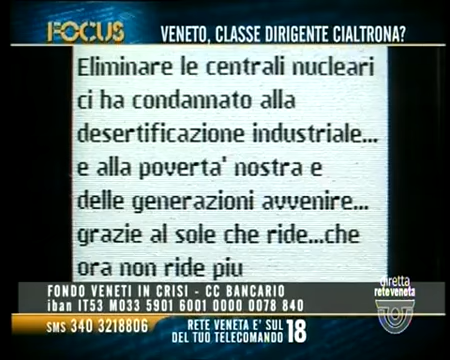 FOCUS
VENETO, CLASSE DIRIGENTE CIALTRONA?
Eliminare le centrali nucleari
ci ha condannato alla
desertificazione industriale...
e alla poverta' nostra e
delle generazioni avvenire...
grazie al sole che ride...che
ora non ride piu
diretta
reteveneta
FONDO VENETI IN CRISI - CC BANCARIO
iban IT53 M033 5901 6001 0000 0078 840
SMS 340 3218806
RETE VENETA E' SUL
DEL TUO TELECOMANDO 18